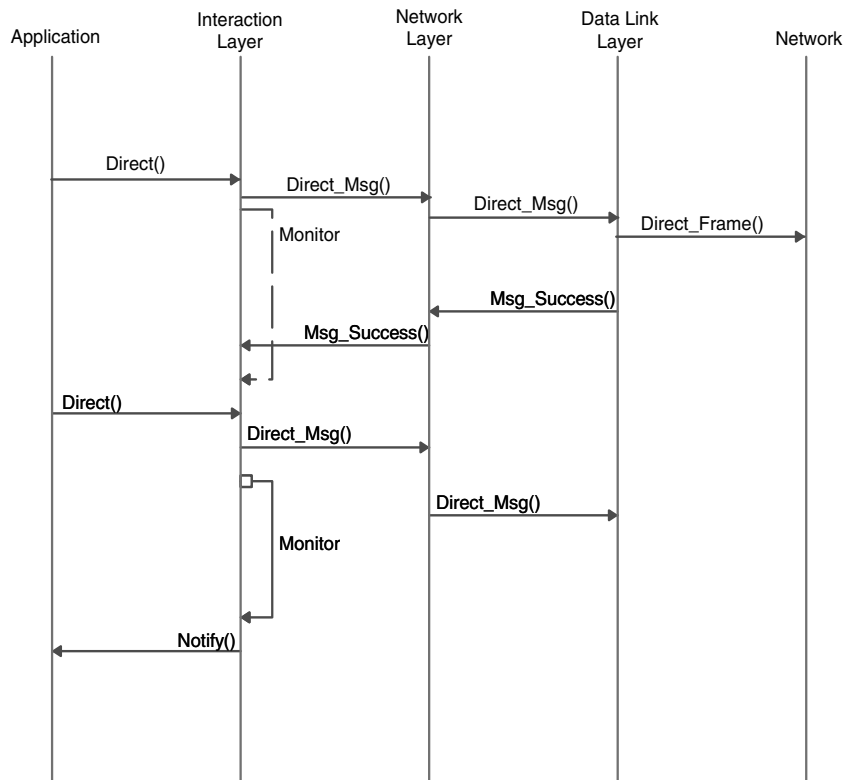 Application
Interaction
Layer
Network
Layer
Data Link
Layer
Network
Direct()
Direct_Msg()
Direct_Msg()
Direct_Frame()
Monitor
Msg_Success()
Msg_Success()
Direct()
Direct_Msg()
Direct_Msg()
Monitor
Notify()